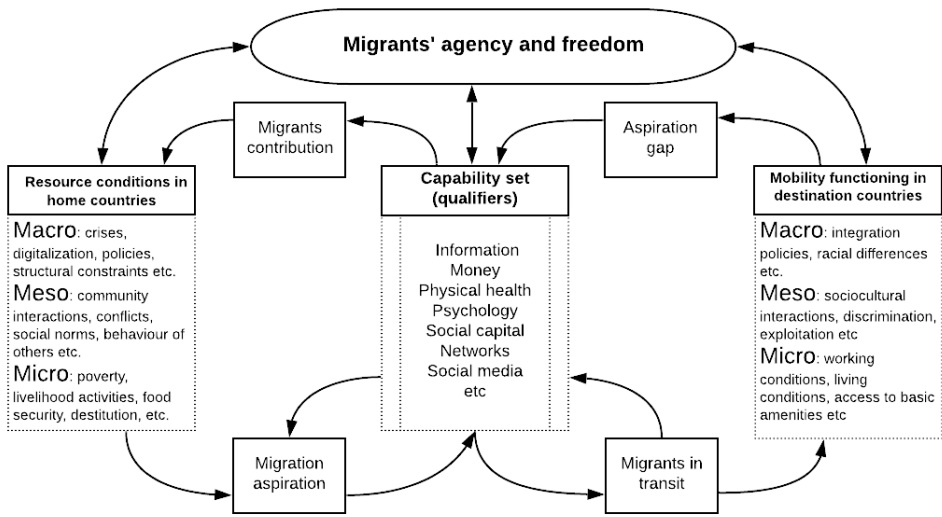 Migrants' agency and freedom
Migrants
contribution
Aspiration
gap
Resource conditions in
home countries
Macro: crises,
digitalization, policies,
structural constraints etc.
Meso: community
interactions, conflicts,
social norms, behaviour of
others etc.
Micro: poverty,
livelihood activities, food
security, destitution, etc.
Capability set
(qualifiers)
Information
Money
Physical health
Psychology
Social capital
Networks
Social media
etc
Mobility functioning in
destination countries
Macro: integration
policies, racial differences
etc.
Meso: sociocultural
interactions, discrimination,
exploitation etc
Micro: working
conditions, living
conditions, access to basic
amenities etc
Migration
aspiration
Migrants in
transit